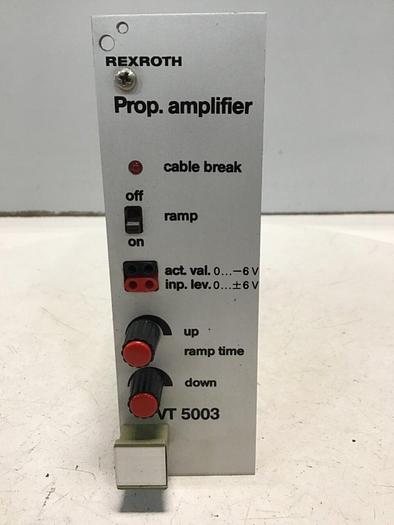 REXROTH
Prop. amplifier
cable break
off
ramp
on
act. val. 0...−6 V
inp. lev. 0...±6 V
up
ramp time
down
VT 5003